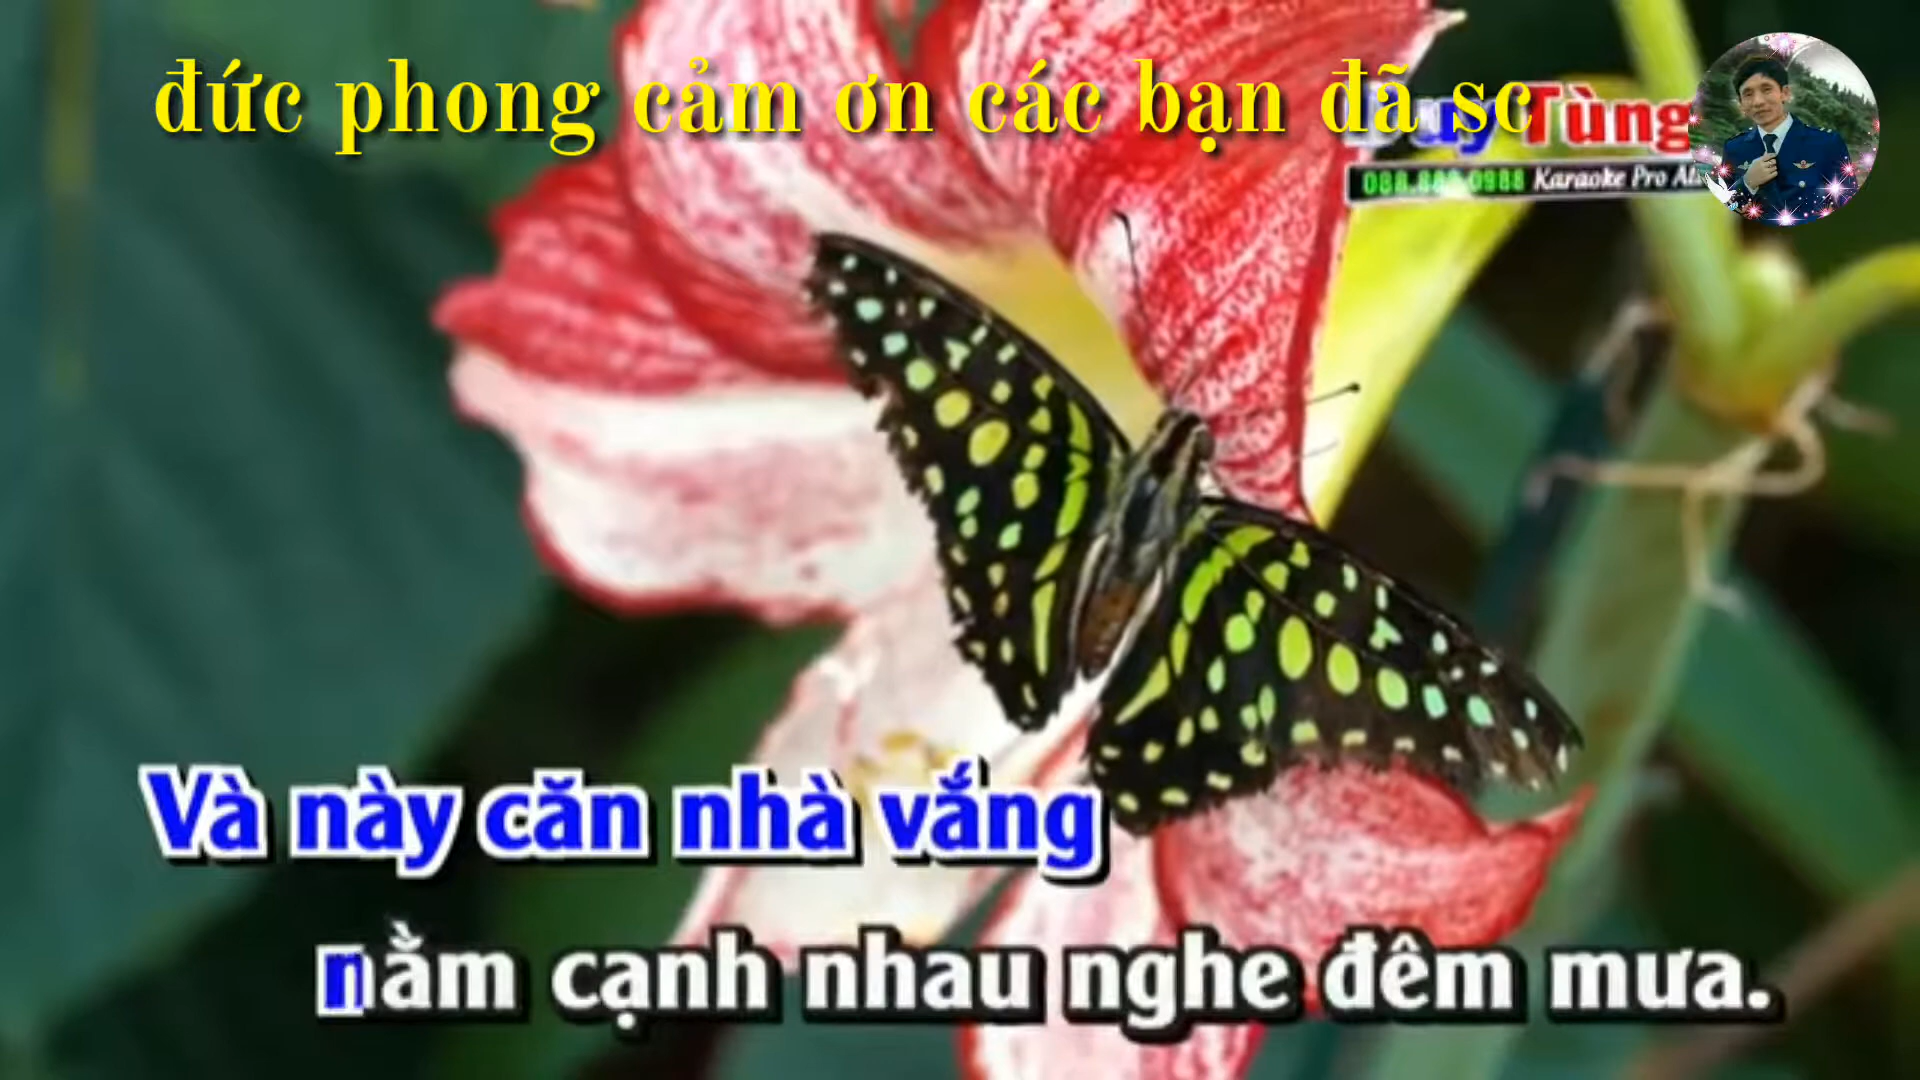 đức phong cảm ơn các bạn đã sc
Tùng
Karaoke Pro
Và này căn nhà vắng
nằm cạnh nhau nghe đêm mưa.